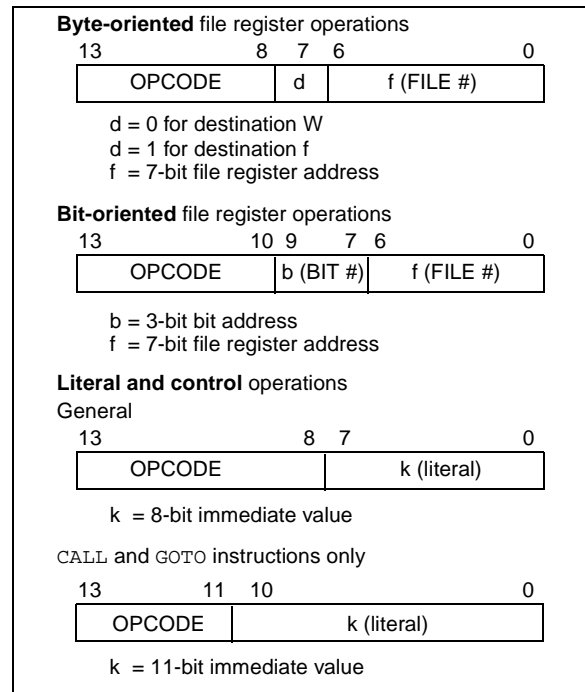 Byte-oriented file register operations
13 8 7 6 0
OPCODE d f (FILE #)
d = 0 for destination W
d = 1 for destination f
f = 7-bit file register address
Bit-oriented file register operations
13 10 9 7 6 0
OPCODE b (BIT #) f (FILE #)
b = 3-bit bit address
f = 7-bit file register address
Literal and control operations
General
13 8 7 0
OPCODE k (literal)
k = 8-bit immediate value
CALL and GOTO instructions only
13 11 10 0
OPCODE k (literal)
k = 11-bit immediate value